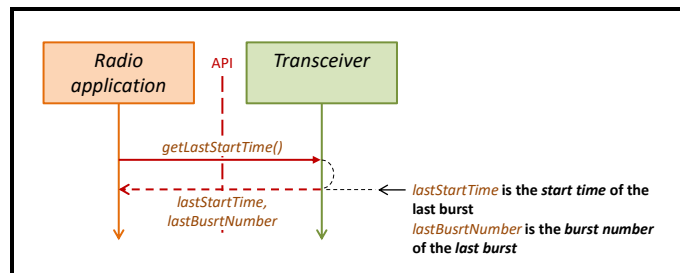 Radio
application
API
Transceiver
getLastStartTime()
lastStartTime,
lastBusrtNumber
lastStartTime is the start time of the
last burst
lastBusrtNumber is the burst number
of the last burst